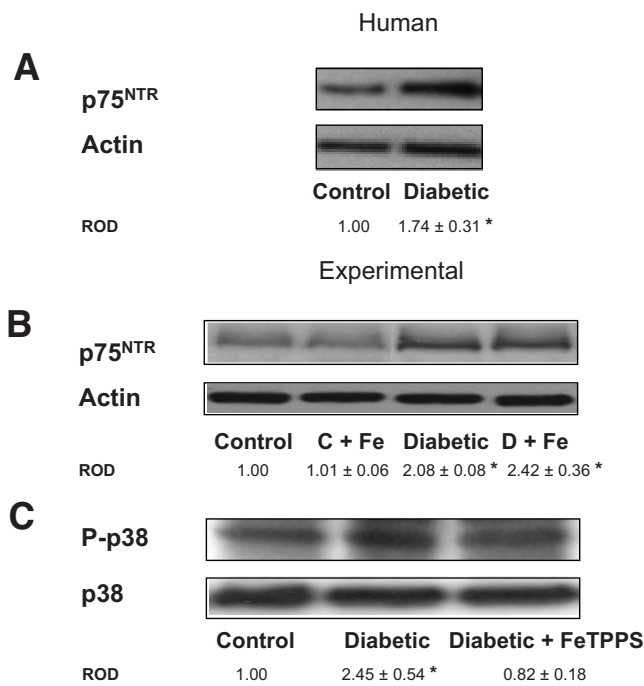 Human
A
p75NTR
Actin
Control Diabetic
ROD 1.00 1.74 ± 0.31 *
Experimental
B
p75NTR
Actin
Control C + Fe Diabetic D + Fe
ROD 1.00 1.01 ± 0.06 2.08 ± 0.08 * 2.42 ± 0.36 *
C
P-p38
p38
Control Diabetic Diabetic + FeTPPS
ROD 1.00 2.45 ± 0.54 * 0.82 ± 0.18